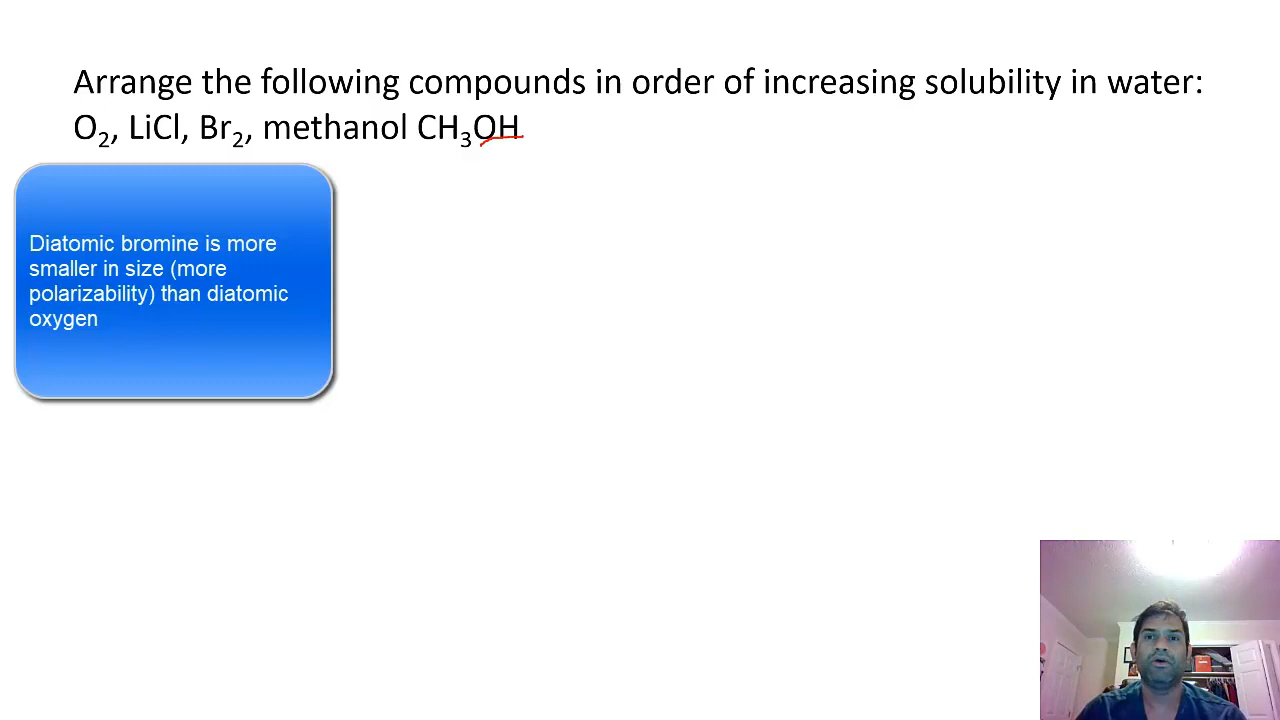 Arrange the following compounds in order of increasing solubility in water:
O₂, LiCl, Br₂, methanol CH₃OH
Diatomic bromine is more
smaller in size (more
polarizability) than diatomic
oxygen